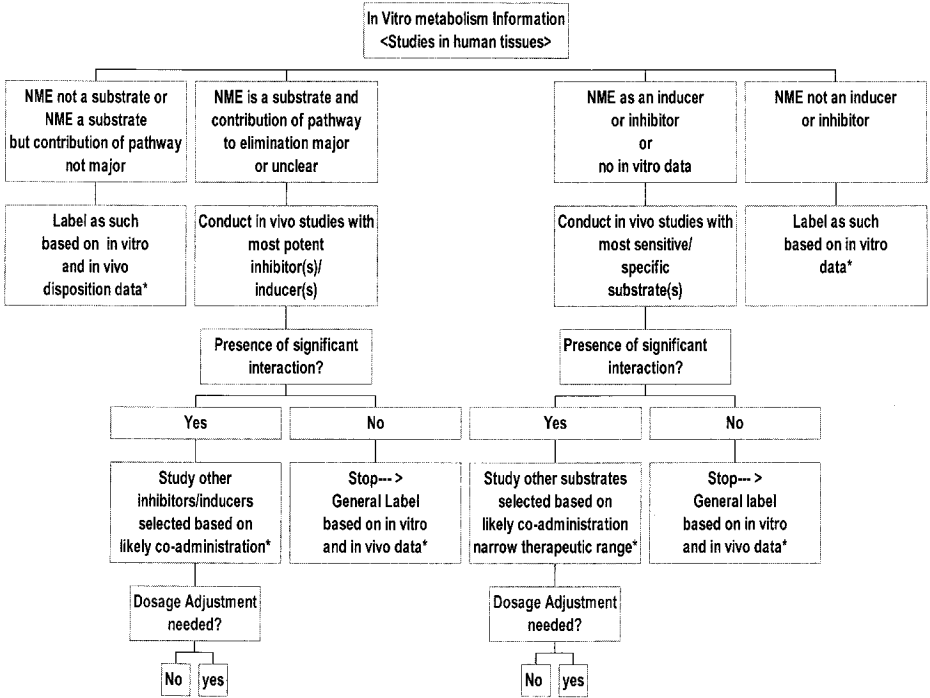 In Vitro metabolism Information
<Studies in human tissues>
NME not a substrate or
NME a substrate
but contribution of pathway
not major
NME is a substrate and
contribution of pathway
to elimination major
or unclear
NME as an inducer
or inhibitor
or
no in vitro data
NME not an inducer
or inhibitor
Label as such
based on in vitro
and in vivo
disposition data*
Conduct in vivo studies with
most potent
inhibitor(s)/
inducer(s)
Conduct in vivo studies with
most sensitive/
specific
substrate(s)
Label as such
based on in vitro
data*
Presence of significant
interaction?
Presence of significant
interaction?
Yes
No
Yes
No
Study other
inhibitors/inducers
selected based on
likely co-administration*
Stop--- >
General Label
based on in vitro
and in vivo data*
Study other substrates
selected based on
likely co-administration
narrow therapeutic range*
Stop--- >
General Label
based on in vitro
and in vivo data*
Dosage Adjustment
needed?
Dosage Adjustment
needed?
No
yes
No
yes